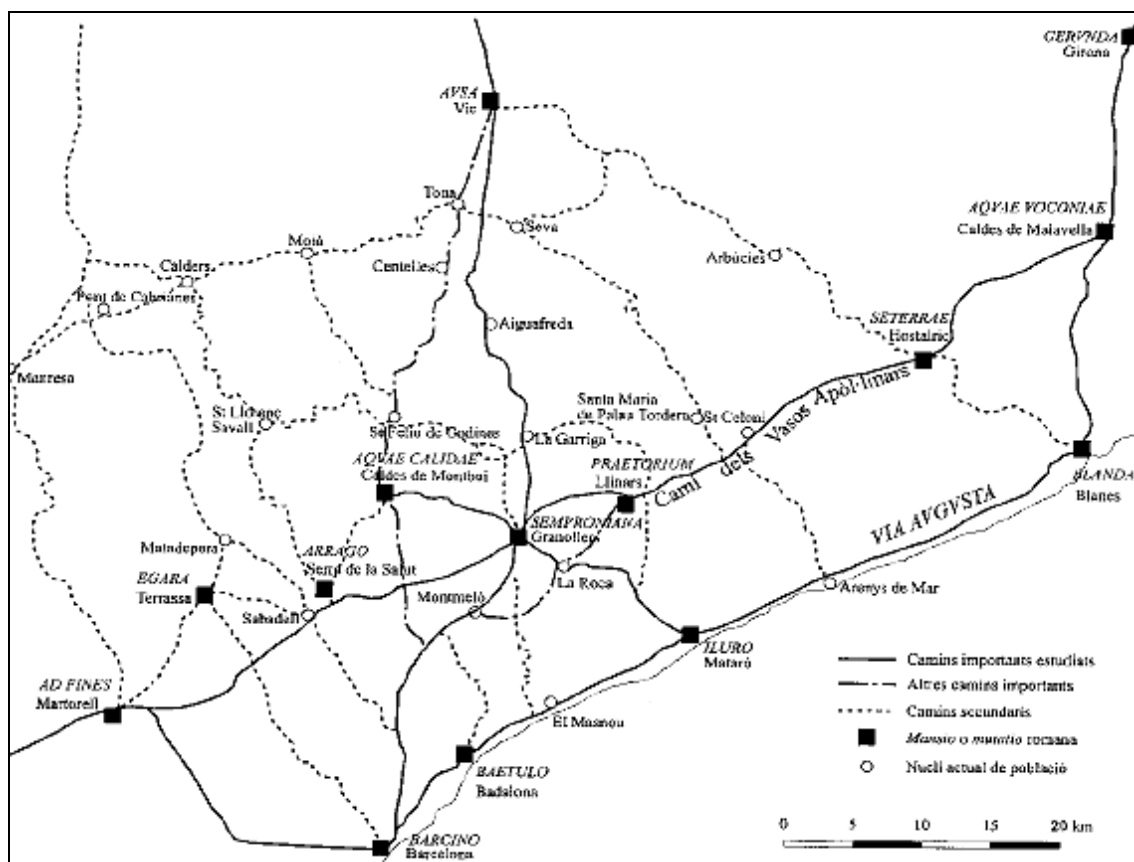 GERVNDA
Girona
AVSA
Vic
Tona
Seva
AQVAE VOCONIAE
Caldes de Malavella
Moià
Centelles
Arbúcies
Calders
Pont de Cabrianes
Aiguafreda
SETERRAE
Hostalric
Manresa
St Llorenç
Savall
St Feliu de Codines
Santa Maria
de Palau Tordera
St Celoni
La Garriga
Camí dels Vasos Apòl·linars
AQVAE CALIDAE
Caldes de Montbui
PRAETORIUM
Llinars
BLANDA
Blanes
VIA AVGVSTA
SEMPRONIANA
Granollers
Matadepera
ARRAGO
Serra de la Salut
EGARA
Terrassa
La Roca
Arenys de Mar
Montmeló
Sabadell
ILURO
Mataró
AD FINES
Martorell
El Masnou
BAETULO
Badalona
BARCINO
Barcelona
Camins importants estudiats
Altres camins importants
Camins secundaris
Mansio o mutatio romana
Nucli actual de població
0 5 10 15 20 km